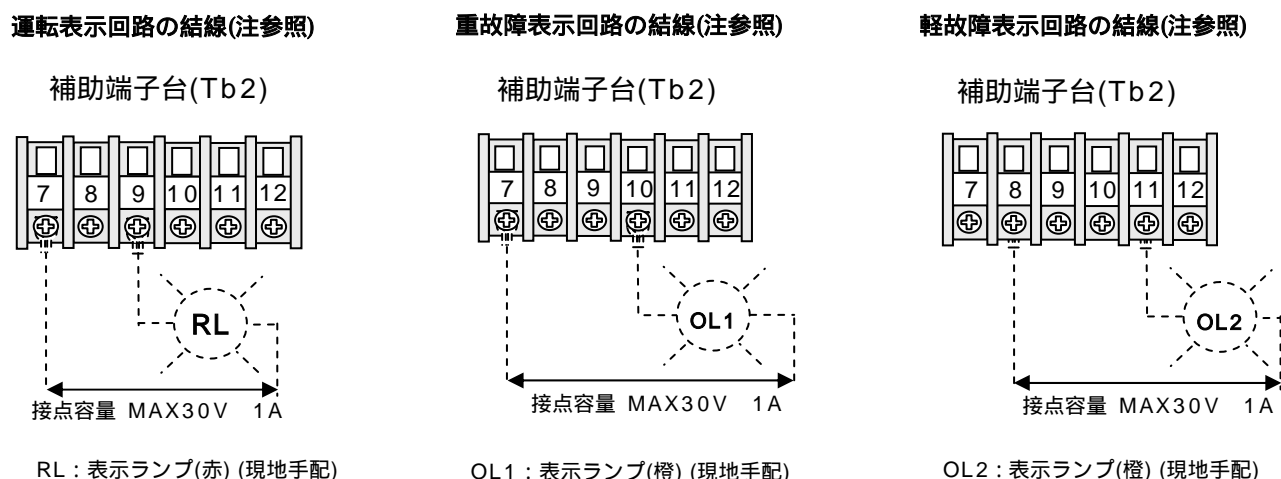 運転表示回路の結線(注参照)
補助端子台(Tb2)
7 8 9 10 11 12
RL
接点容量 MAX30V 1A
RL:表示ランプ(赤) (現地手配)
重故障表示回路の結線(注参照)
補助端子台(Tb2)
7 8 9 10 11 12
OL1
接点容量 MAX30V 1A
OL1:表示ランプ(橙) (現地手配)
軽故障表示回路の結線(注参照)
補助端子台(Tb2)
7 8 9 10 11 12
OL2
接点容量 MAX30V 1A
OL2:表示ランプ(橙) (現地手配)